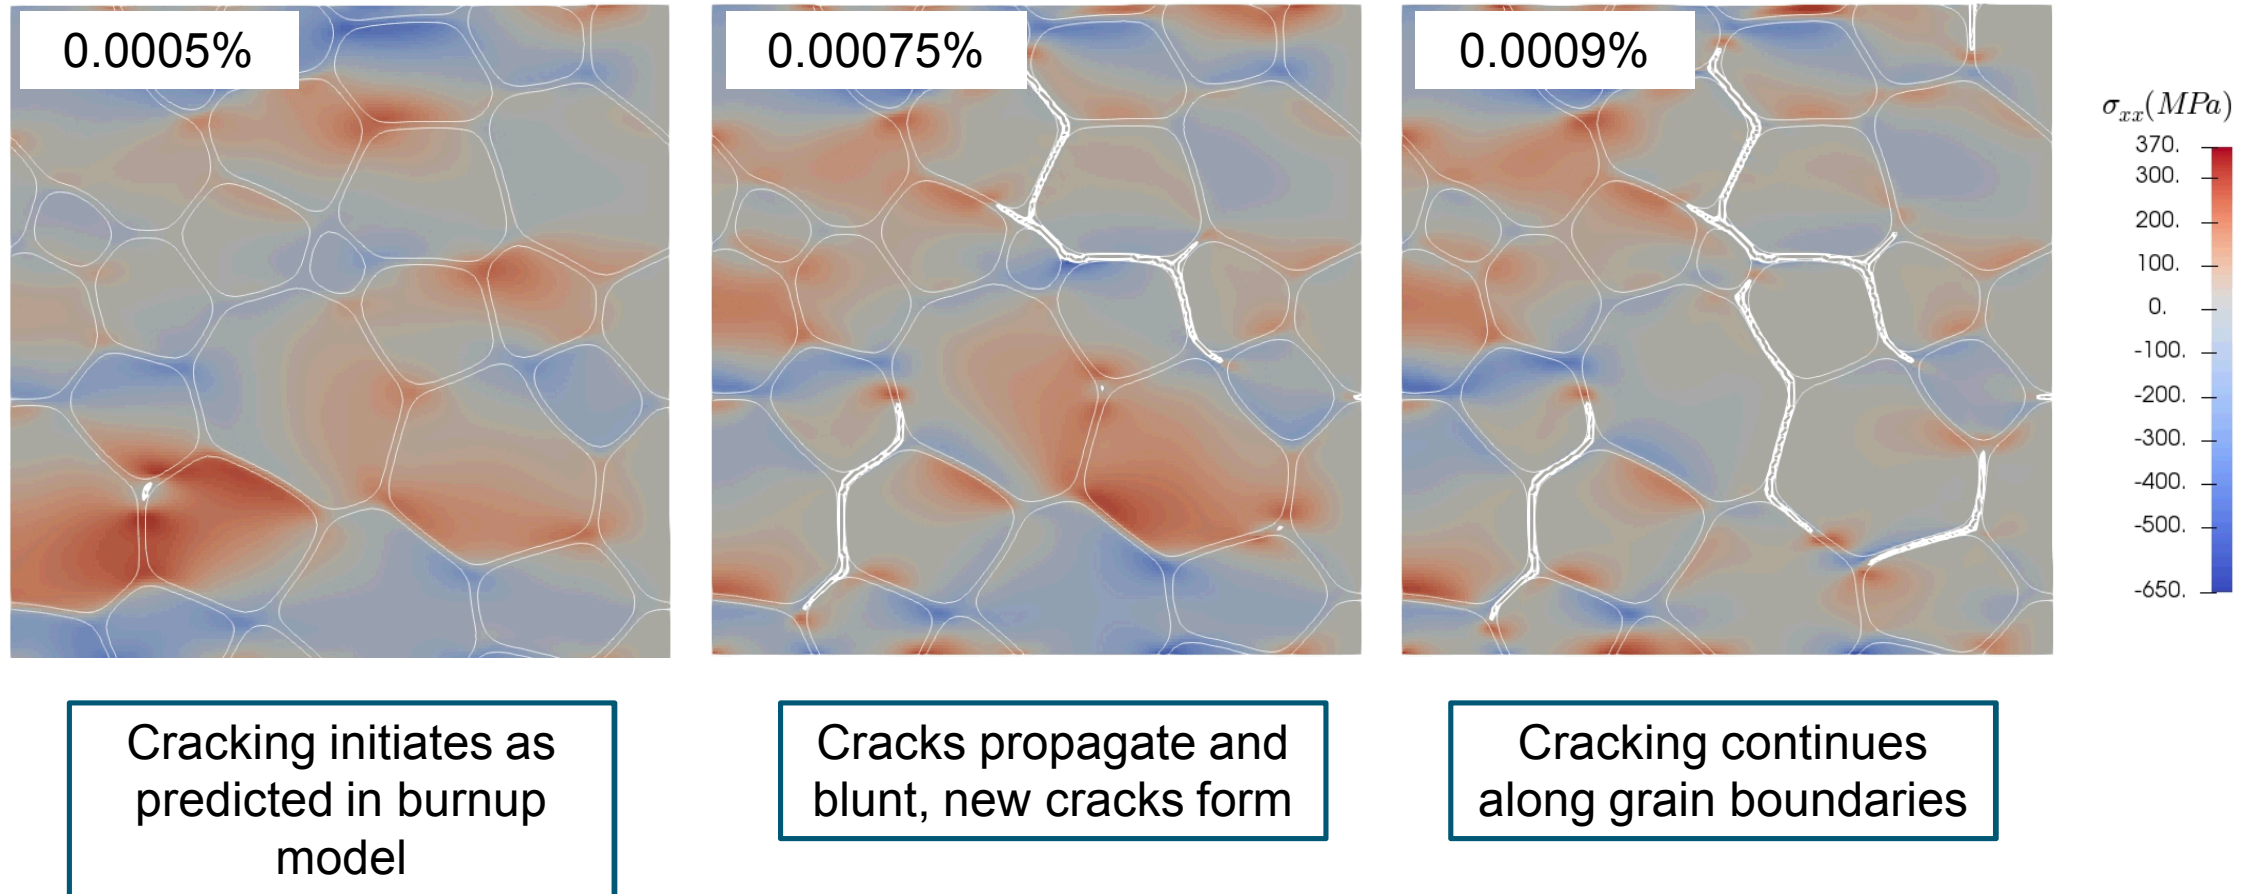 0.0005%
0.00075%
0.0009%
σxx(MPa)
370.
300.
200.
100.
0.
-100.
-200.
-300.
-400.
-500.
-650.
Cracking initiates as
predicted in burnup
model
Cracks propagate and
blunt, new cracks form
Cracking continues
along grain boundaries